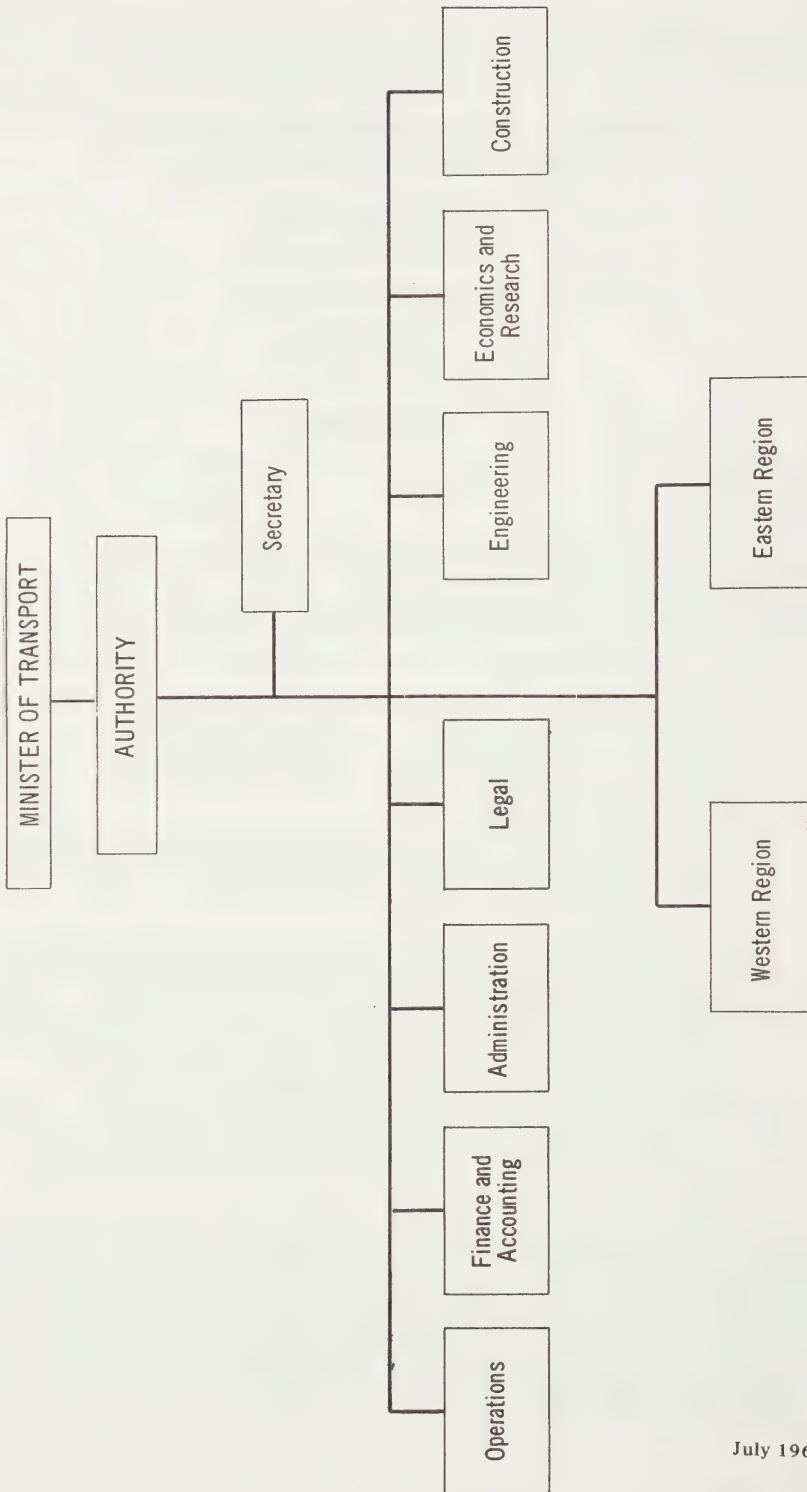 MINISTER OF TRANSPORT
AUTHORITY
Secretary
Operations
Finance and
Accounting
Administration
Legal
Engineering
Economics and
Research
Construction
Western Region
Eastern Region
July 196